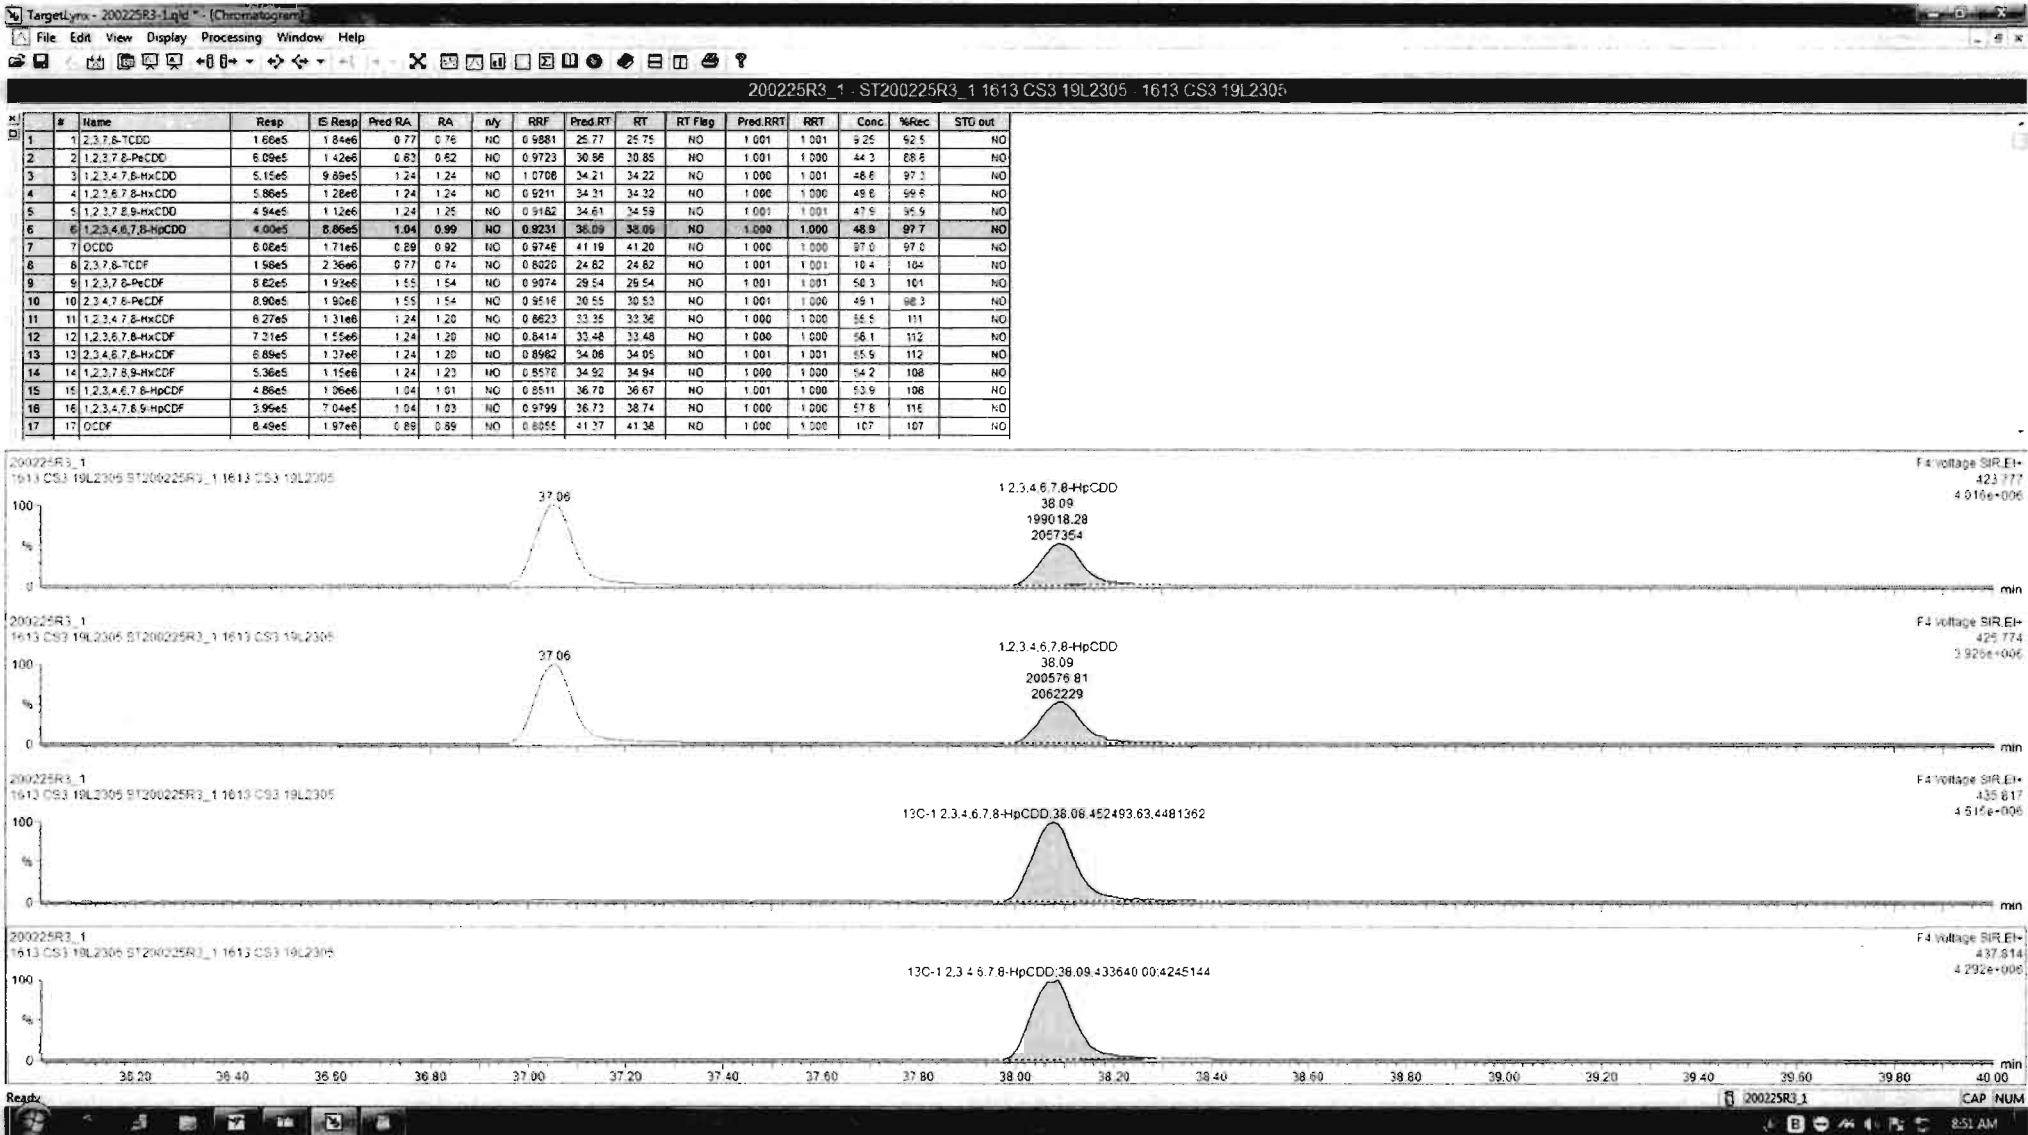 TargetLynx - 200225R3-1.qld * - [Chromatogram]
File Edit View Display Processing Window Help
200225R3_1 - ST200225R3_1 1613 CS3 19L2305 - 1613 CS3 19L2305
# Name Resp IS Resp Pred RA RA n/y RRF Pred.RT RT RT Flag Pred.RRT RRT Conc %Rec STD out
1 1 2,3,7,8-TCDD 1.68e5 1.84e6 0.77 0.76 NO 0.9881 25.77 25.75 NO 1.001 1.001 9.25 92.5 NO
2 2 1,2,3,7,8-PeCDD 6.09e5 1.42e6 0.63 0.62 NO 0.9723 30.86 30.85 NO 1.001 1.000 44.3 88.6 NO
3 3 1,2,3,4,7,8-HxCDD 5.15e5 9.89e5 1.24 1.24 NO 1.0708 34.21 34.22 NO 1.000 1.001 48.6 97.3 NO
4 4 1,2,3,6,7,8-HxCDD 5.86e5 1.28e6 1.24 1.24 NO 0.9211 34.31 34.32 NO 1.000 1.000 49.8 99.6 NO
5 5 1,2,3,7,8,9-HxCDD 4.94e5 1.12e6 1.24 1.25 NO 0.9182 34.61 34.59 NO 1.001 1.001 47.9 95.9 NO
6 6 1,2,3,4,6,7,8-HpCDD 4.00e5 8.86e5 1.04 0.99 NO 0.9231 38.09 38.09 NO 1.000 1.000 48.9 97.7 NO
7 7 OCDD 8.08e5 1.71e6 0.89 0.92 NO 0.9746 41.19 41.20 NO 1.000 1.000 97.0 97.0 NO
8 8 2,3,7,8-TCDF 1.98e5 2.36e6 0.77 0.74 NO 0.8020 24.82 24.82 NO 1.001 1.001 10.4 104 NO
9 9 1,2,3,7,8-PeCDF 8.82e5 1.93e6 1.55 1.54 NO 0.9074 29.54 29.54 NO 1.001 1.001 50.3 101 NO
10 10 2,3,4,7,8-PeCDF 8.90e5 1.90e6 1.55 1.54 NO 0.9516 30.55 30.53 NO 1.001 1.000 49.1 98.3 NO
11 11 1,2,3,4,7,8-HxCDF 6.27e5 1.31e6 1.24 1.20 NO 0.8623 33.35 33.36 NO 1.000 1.000 55.5 111 NO
12 12 1,2,3,6,7,8-HxCDF 7.31e5 1.55e6 1.24 1.20 NO 0.8414 33.48 33.48 NO 1.000 1.000 56.1 112 NO
13 13 2,3,4,6,7,8-HxCDF 6.89e5 1.37e6 1.24 1.20 NO 0.8982 34.06 34.05 NO 1.001 1.001 55.9 112 NO
14 14 1,2,3,7,8,9-HxCDF 5.36e5 1.15e6 1.24 1.23 NO 0.8578 34.92 34.94 NO 1.000 1.000 54.2 108 NO
15 15 1,2,3,4,6,7,8-HpCDF 4.86e5 1.06e6 1.04 1.01 NO 0.8511 36.70 36.67 NO 1.001 1.000 53.9 108 NO
16 16 1,2,3,4,7,8,9-HpCDF 3.99e5 7.04e5 1.04 1.03 NO 0.9799 38.73 38.74 NO 1.000 1.000 57.8 116 NO
17 17 OCDF 8.49e5 1.97e6 0.89 0.89 NO 0.8055 41.37 41.38 NO 1.000 1.000 107 107 NO
200225R3_1
1613 CS3 19L2305 ST200225R3_1 1613 CS3 19L2305
F4:Voltage SIR,EI+
423.777
4.016e+006
37.06
1,2,3,4,6,7,8-HpCDD
38.09
199018.28
2057354
100
%
0
min
200225R3_1
1613 CS3 19L2305 ST200225R3_1 1613 CS3 19L2305
F4:Voltage SIR,EI+
425.774
3.926e+006
37.06
1,2,3,4,6,7,8-HpCDD
38.09
200576.81
2062229
100
%
0
min
200225R3_1
1613 CS3 19L2305 ST200225R3_1 1613 CS3 19L2305
F4:Voltage SIR,EI+
435.817
4.515e+006
13C-1,2,3,4,6,7,8-HpCDD;38.08;452493.63;4481362
100
%
0
min
200225R3_1
1613 CS3 19L2305 ST200225R3_1 1613 CS3 19L2305
F4:Voltage SIR,EI+
437.814
4.292e+006
13C-1,2,3,4,6,7,8-HpCDD;38.09;433640.00;4245144
100
%
0
min
36.20 36.40 36.60 36.80 37.00 37.20 37.40 37.60 37.80 38.00 38.20 38.40 38.60 38.80 39.00 39.20 39.40 39.60 39.80 40.00
Ready
200225R3_1 CAP NUM
8:51 AM